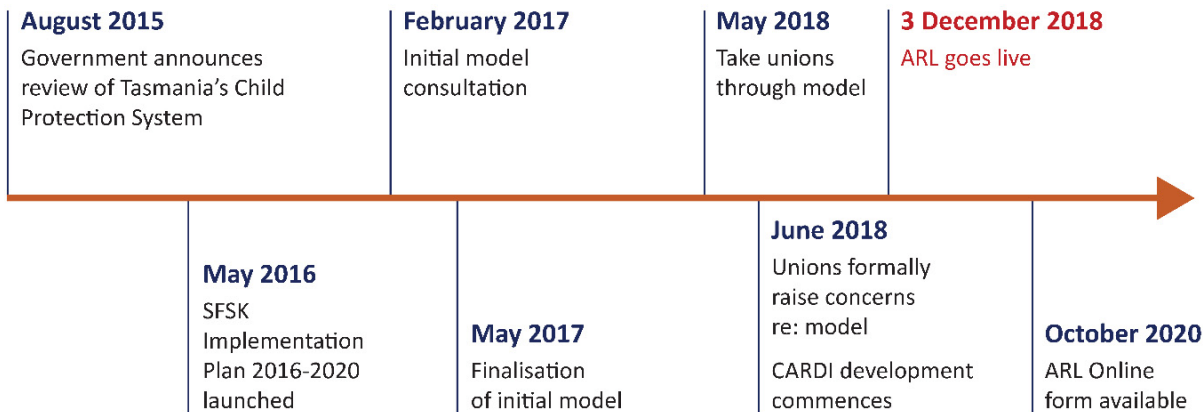 August 2015
Government announces
review of Tasmania's Child
Protection System
February 2017
Initial model
consultation
May 2018
Take unions
through model
3 December 2018
ARL goes live
May 2016
SFSK
Implementation
Plan 2016-2020
launched
May 2017
Finalisation
of initial model
June 2018
Unions formally
raise concerns
re: model
CARDI development
commences
October 2020
ARL Online
form available